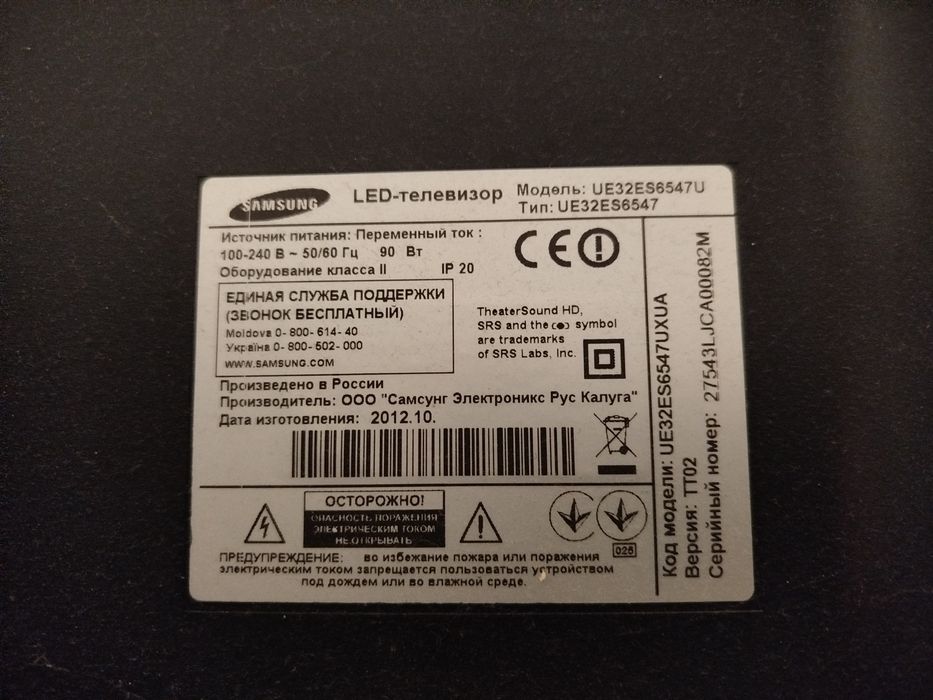 SAMSUNG
LED-телевизор
Модель: UE32ES6547U
Тип: UE32ES6547
Источник питания: Переменный ток :
100-240 В ~ 50/60 Гц 90 Вт
Оборудование класса II IP 20
ЕДИНАЯ СЛУЖБА ПОДДЕРЖКИ
(ЗВОНОК БЕСПЛАТНЫЙ)
Moldova 0- 800- 614- 40
Україна 0- 800- 502- 000
WWW.SAMSUNG.COM
CE
TheaterSound HD,
SRS and the symbol
are trademarks
of SRS Labs, Inc.
Произведено в России
Производитель: ООО "Самсунг Электроникс Рус Калуга"
Дата изготовления: 2012.10.
ОСТОРОЖНО!
ОПАСНОСТЬ ПОРАЖЕНИЯ
ЭЛЕКТРИЧЕСКИМ ТОКОМ
НЕ ОТКРЫВАТЬ
025
ПРЕДУПРЕЖДЕНИЕ: во избежание пожара или поражения
электрическим током запрещается пользоваться устройством
под дождем или во влажной среде.
Код модели: UE32ES6547UXUA
Версия: TT02
Серийный номер: 27543LJCA00082M